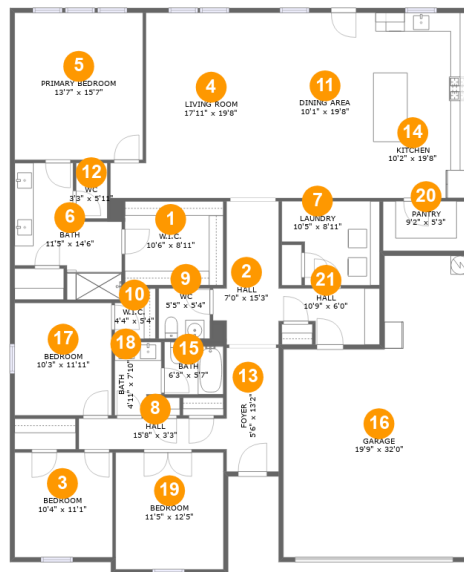 5
PRIMARY BEDROOM
13'7" x 15'7"
4
LIVING ROOM
17'11" x 19'8"
11
DINING AREA
10'1" x 19'8"
14
KITCHEN
10'2" x 19'8"
12
WC
3'3" x 5'11"
6
BATH
11'5" x 14'6"
1
W.I.C.
10'6" x 8'11"
7
LAUNDRY
10'5" x 8'11"
20
PANTRY
9'2" x 5'3"
2
HALL
7'0" x 15'3"
9
WC
5'5" x 5'4"
21
HALL
10'9" x 6'0"
10
W.I.C.
4'4" x 5'4"
17
BEDROOM
10'3" x 11'11"
18
BATH
4'11" x 7'10"
15
BATH
6'3" x 5'7"
13
FOYER
5'6" x 13'2"
8
HALL
15'8" x 3'3"
16
GARAGE
19'9" x 32'0"
3
BEDROOM
10'4" x 11'1"
19
BEDROOM
11'5" x 12'5"